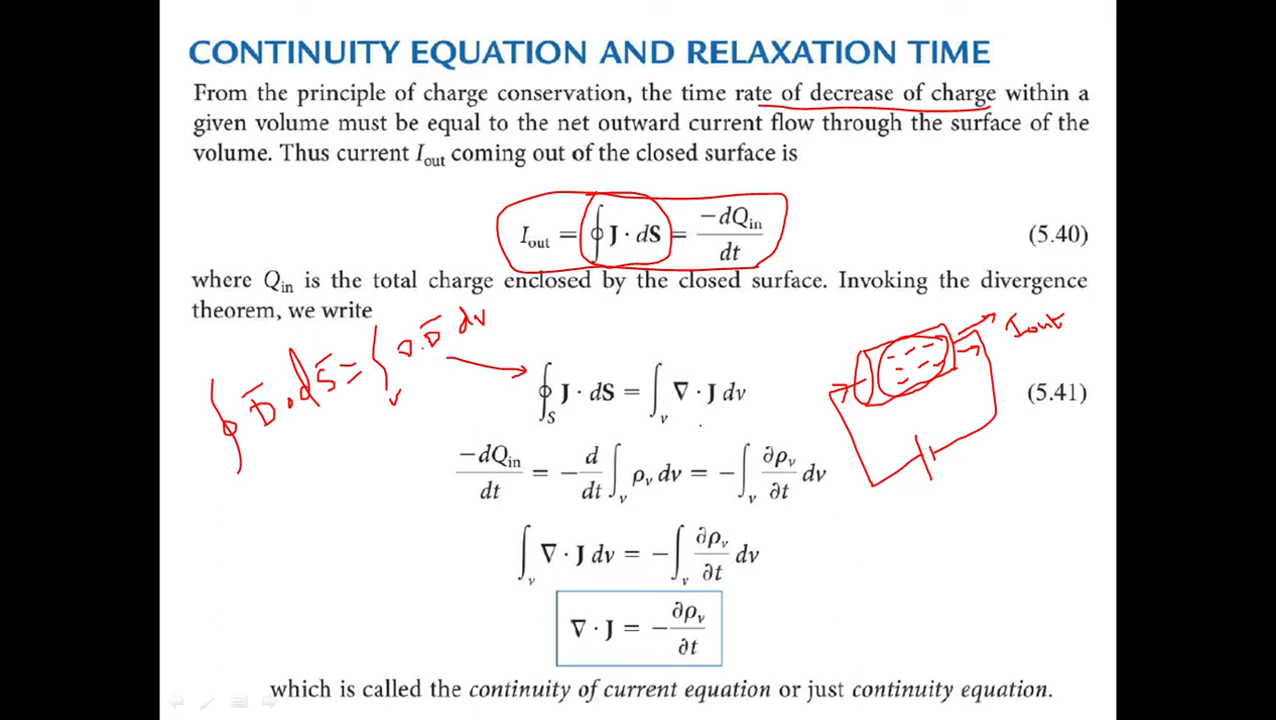 CONTINUITY EQUATION AND RELAXATION TIME
From the principle of charge conservation, the time rate of decrease of charge within a
given volume must be equal to the net outward current flow through the surface of the
volume. Thus current I_out coming out of the closed surface is
I_out = ∮ J · dS = −dQ_in/dt (5.40)
where Q_in is the total charge enclosed by the closed surface. Invoking the divergence
theorem, we write
Iout
∮ D̄ · dS̄ = ∫_v ∇·D̄ dv
∮_S J · dS = ∫_v ∇ · J dv (5.41)
−dQ_in/dt = −d/dt ∫_v ρ_v dv = −∫_v ∂ρ_v/∂t dv
∫_v ∇ · J dv = −∫_v ∂ρ_v/∂t dv
∇ · J = −∂ρ_v/∂t
which is called the continuity of current equation or just continuity equation.